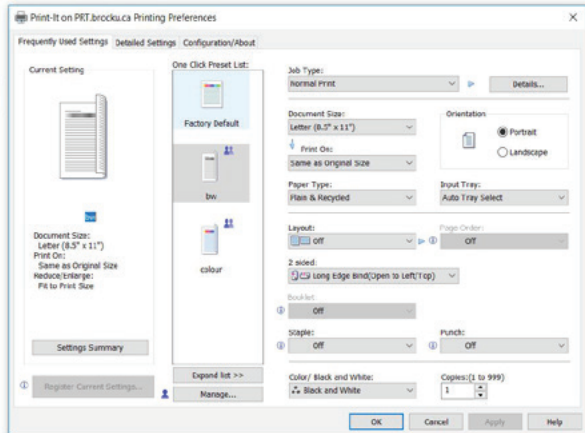 Print-It on PRT.brocku.ca Printing Preferences
Frequently Used Settings Detailed Settings Configuration/About
Current Setting
bw
Document Size:
Letter (8.5" x 11")
Print On:
Same as Original Size
Reduce/Enlarge:
Fit to Print Size
Settings Summary
Register Current Settings...
One Click Preset List:
Factory Default
bw
colour
Expand list >>
Manage...
Job Type:
Normal Print
Details...
Document Size:
Letter (8.5" x 11")
Print On:
Same as Original Size
Orientation
Portrait
Landscape
Paper Type:
Plain & Recycled
Input Tray:
Auto Tray Select
Layout:
Off
Page Order:
Off
2 sided:
Long Edge Bind(Open to Left/Top)
Booklet:
Off
Staple:
Off
Punch:
Off
Color/ Black and White:
Black and White
Copies:(1 to 999)
1
OK Cancel Apply Help